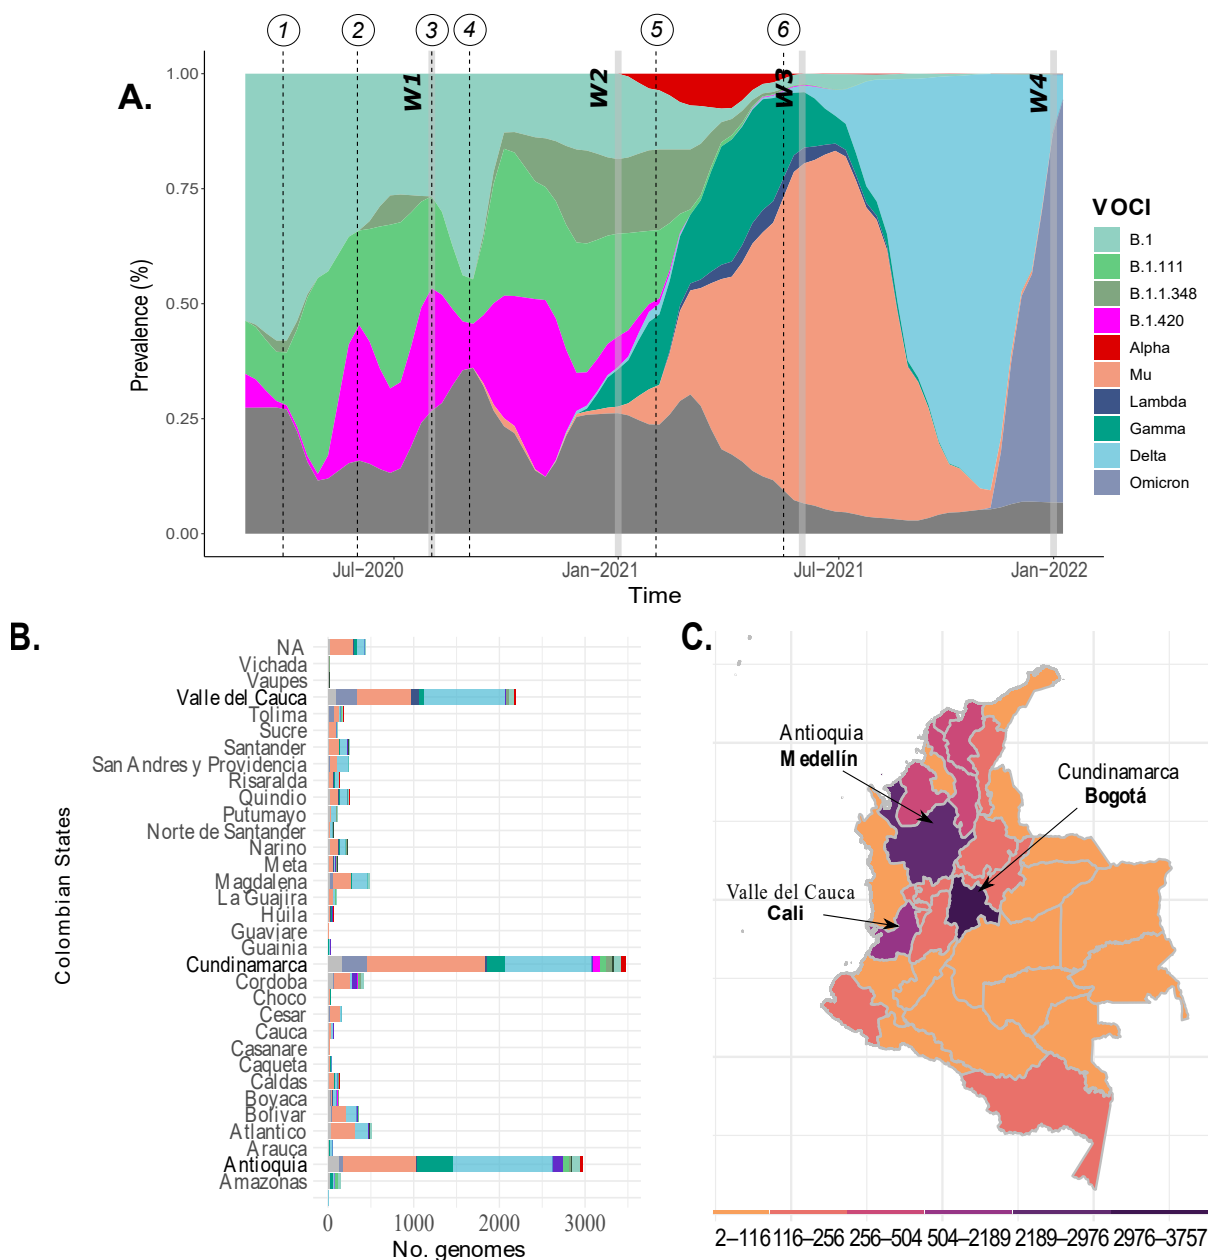 1 2 3 4 5 6
A.
W1 W2 W3 W4
1.00
0.75
0.50
0.25
0.00
Prevalence (%)
Jul-2020 Jan-2021 Jul-2021 Jan-2022
Time
VOCI
B.1
B.1.111
B.1.1.348
B.1.420
Alpha
Mu
Lambda
Gamma
Delta
Omicron
B.
Colombian States
NA
Vichada
Vaupes
Valle del Cauca
Tolima
Sucre
Santander
San Andres y Providencia
Risaralda
Quindio
Putumayo
Norte de Santander
Narino
Meta
Magdalena
La Guajira
Huila
Guaviare
Guainia
Cundinamarca
Cordoba
Choco
Cesar
Cauca
Casanare
Caqueta
Caldas
Boyaca
Bolivar
Atlantico
Arauca
Antioquia
Amazonas
0 1000 2000 3000
No. genomes
C.
Antioquia
Medellín
Cundinamarca
Bogotá
Valle del Cauca
Cali
2–116 116–256 256–504 504–2189 2189–2976 2976–3757